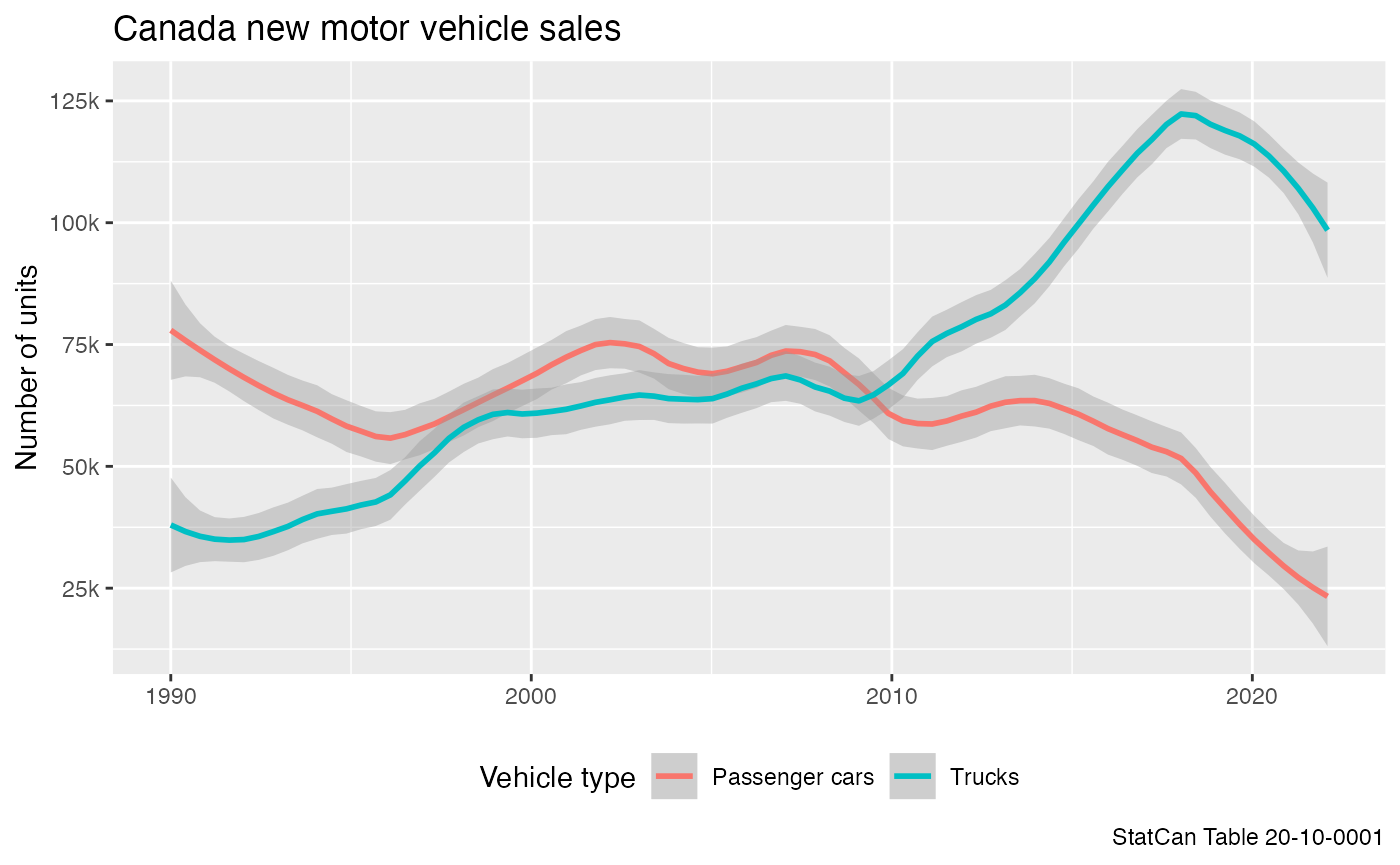 Canada new motor vehicle sales
Number of units
125k
100k
75k
50k
25k
1990 2000 2010 2020
Vehicle type Passenger cars Trucks
StatCan Table 20-10-0001